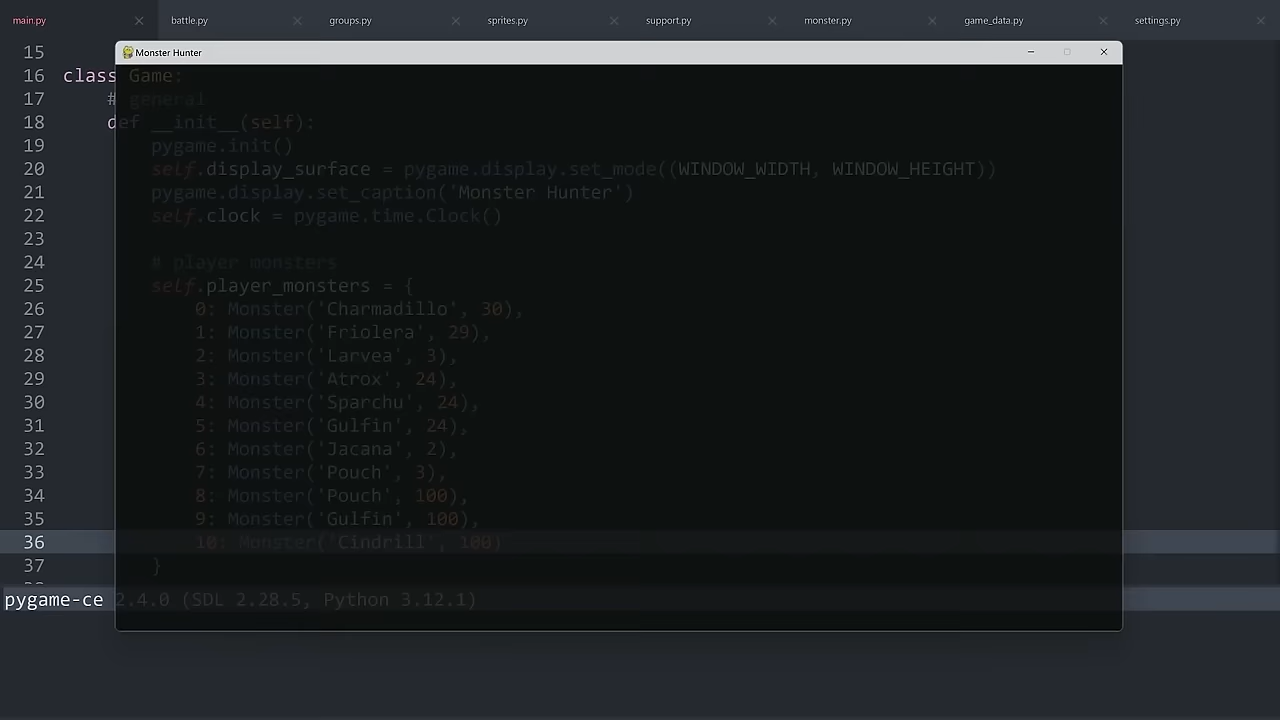 main.py battle.py groups.py sprites.py support.py monster.py game_data.py settings.py
Monster Hunter
15
16 class Game:
17 # general
18 def __init__(self):
19 pygame.init()
20 self.display_surface = pygame.display.set_mode((WINDOW_WIDTH, WINDOW_HEIGHT))
21 pygame.display.set_caption('Monster Hunter')
22 self.clock = pygame.time.Clock()
23
24 # player monsters
25 self.player_monsters = {
26 0: Monster('Charmadillo', 30),
27 1: Monster('Friolera', 29),
28 2: Monster('Larvea', 3),
29 3: Monster('Atrox', 24),
30 4: Monster('Sparchu', 24),
31 5: Monster('Gulfin', 24),
32 6: Monster('Jacana', 2),
33 7: Monster('Pouch', 3),
34 8: Monster('Pouch', 100),
35 9: Monster('Gulfin', 100),
36 10: Monster('Cindrill', 100)
37 }
pygame-ce 2.4.0 (SDL 2.28.5, Python 3.12.1)